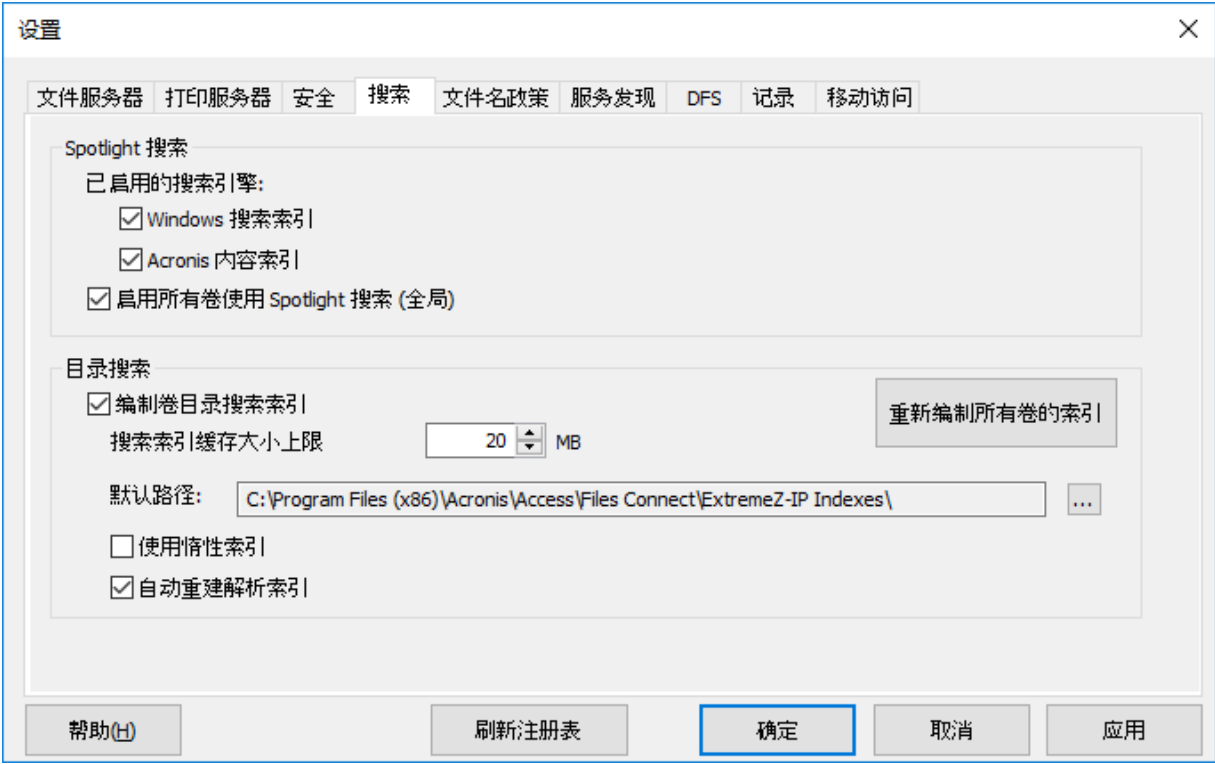 设置
文件服务器 打印服务器 安全 搜索 文件名政策 服务发现 DFS 记录 移动访问
Spotlight 搜索
已启用的搜索引擎:
Windows 搜索索引
Acronis 内容索引
启用所有卷使用 Spotlight 搜索 (全局)
目录搜索
编制卷目录搜索索引
重新编制所有卷的索引
搜索索引缓存大小上限 20 MB
默认路径: C:\Program Files (x86)\Acronis\Access\Files Connect\ExtremeZ-IP Indexes\ ...
使用惰性索引
自动重建解析索引
帮助(H) 刷新注册表 确定 取消 应用